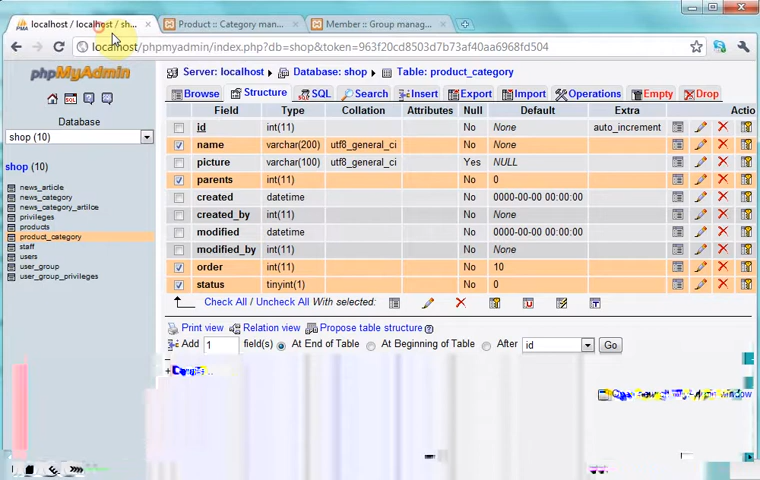 localhost / localhost / sh...
Product :: Category man...
Member :: Group manag...
localhost/phpmyadmin/index.php?db=shop&token=963f20cd8503d7b73af40aa6968fd504
phpMyAdmin
Server: localhost Database: shop Table: product_category
Browse Structure SQL Search Insert Export Import Operations Empty Drop
Database
shop (10)
shop (10)
news_article
news_category
news_category_artilce
privileges
products
product_category
staff
users
user_group
user_group_privileges
Field Type Collation Attributes Null Default Extra Actio
id int(11) No None auto_increment
name varchar(200) utf8_general_ci No None
picture varchar(100) utf8_general_ci Yes NULL
parents int(11) No 0
created datetime No 0000-00-00 00:00:00
created_by int(11) No None
modified datetime No 0000-00-00 00:00:00
modified_by int(11) No None
order int(11) No 10
status tinyint(1) No 0
Check All / Uncheck All With selected:
Print view Relation view Propose table structure
Add 1 field(s) At End of Table At Beginning of Table After id Go
window